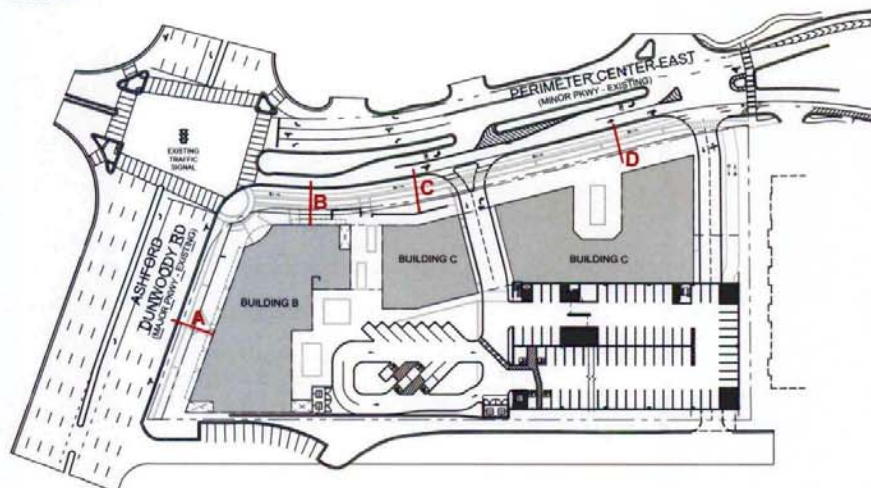 PERIMETER CENTER EAST
(MINOR PKWY - EXISTING)
EXISTING
TRAFFIC
SIGNAL
D
C
B
BUILDING C
BUILDING C
BUILDING B
A
ASHFORD
DUNWOODY RD
(MAJOR PKWY - EXISTING)